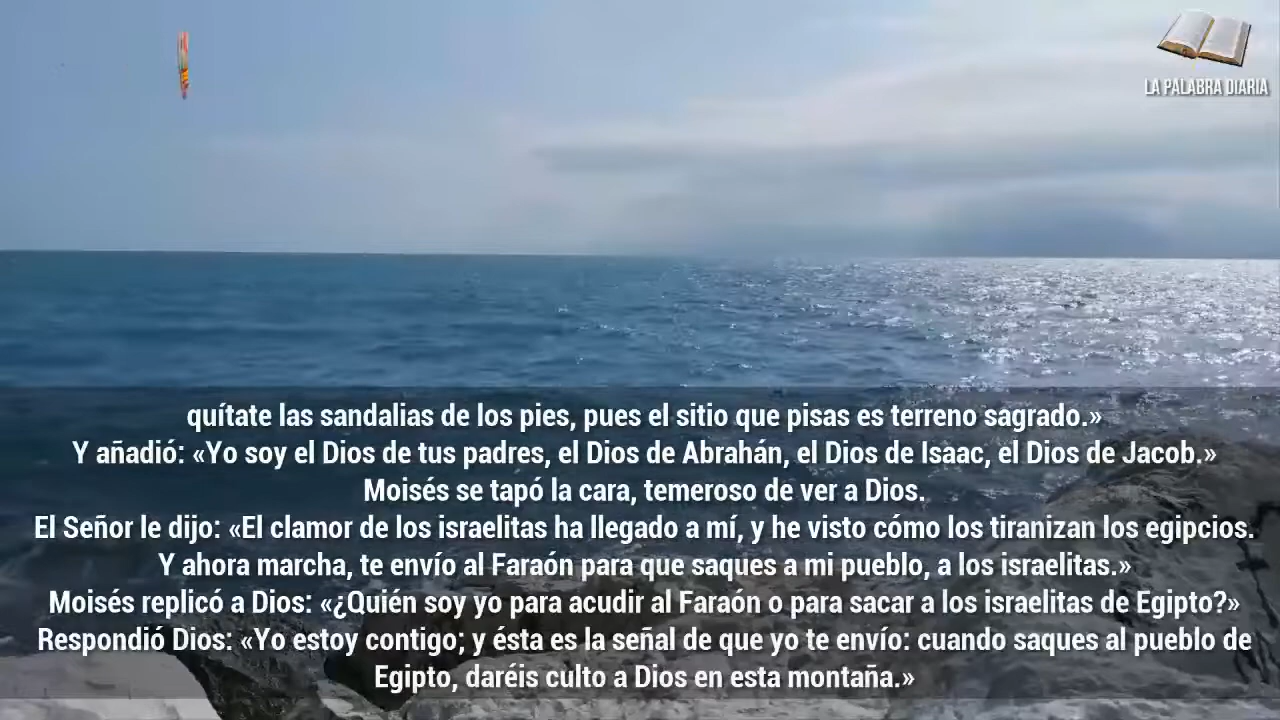 LA PALABRA DIARIA
quítate las sandalias de los pies, pues el sitio que pisas es terreno sagrado.»
Y añadió: «Yo soy el Dios de tus padres, el Dios de Abrahán, el Dios de Isaac, el Dios de Jacob.»
Moisés se tapó la cara, temeroso de ver a Dios.
El Señor le dijo: «El clamor de los israelitas ha llegado a mí, y he visto cómo los tiranizan los egipcios.
Y ahora marcha, te envío al Faraón para que saques a mi pueblo, a los israelitas.»
Moisés replicó a Dios: «¿Quién soy yo para acudir al Faraón o para sacar a los israelitas de Egipto?»
Respondió Dios: «Yo estoy contigo; y ésta es la señal de que yo te envío: cuando saques al pueblo de
Egipto, daréis culto a Dios en esta montaña.»